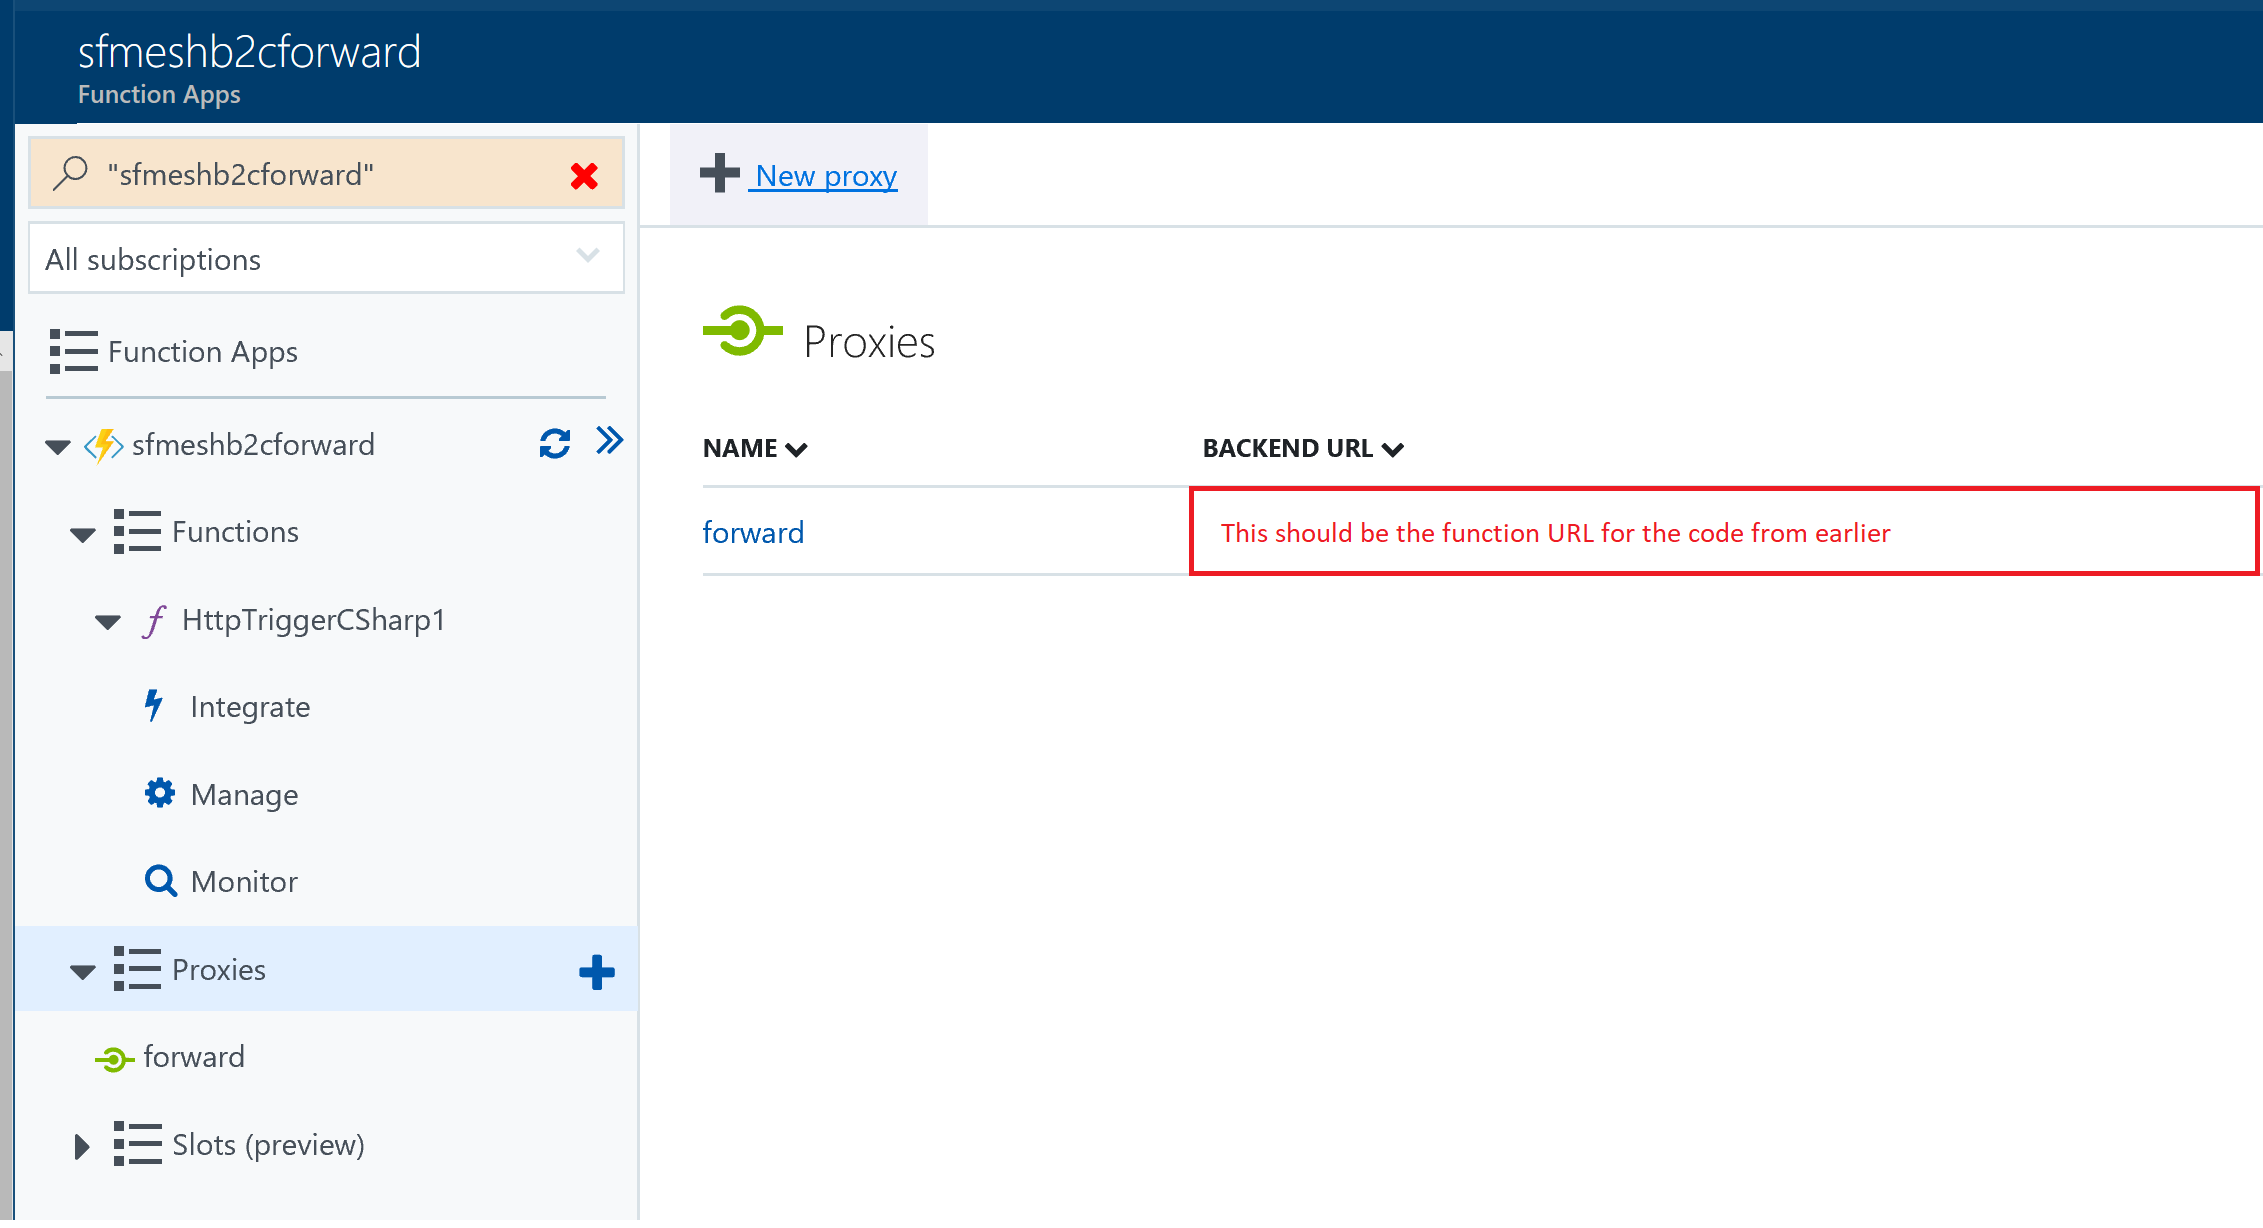 sfmeshb2cforward
Function Apps
"sfmeshb2cforward"
All subscriptions
Function Apps
sfmeshb2cforward
Functions
HttpTriggerCSharp1
Integrate
Manage
Monitor
Proxies
forward
Slots (preview)
New proxy
Proxies
NAME BACKEND URL
forward This should be the function URL for the code from earlier